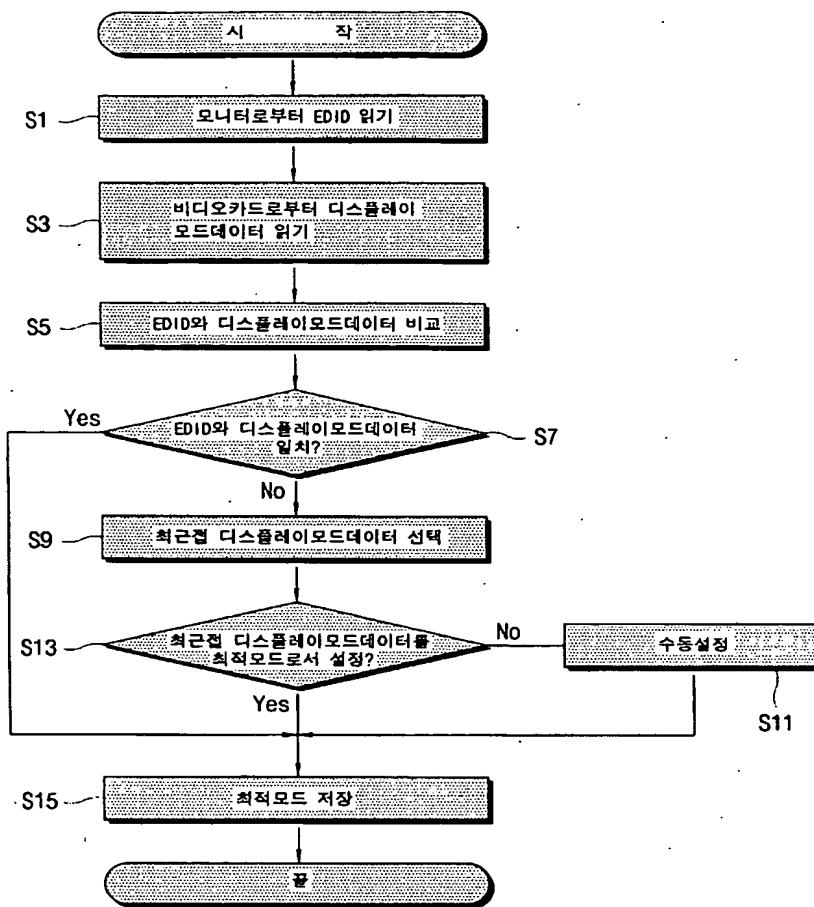 시 작
S1
모니터로부터 EDID 읽기
S3
비디오카드로부터 디스플레이
모드데이터 읽기
S5
EDID와 디스플레이모드데이터 비교
Yes
EDID와 디스플레이모드데이터
일치?
S7
No
S9
최근접 디스플레이모드데이터 선택
S13
최근접 디스플레이모드데이터를
최적모드로서 설정?
No
수동설정
S11
Yes
S15
최적모드 저장
끝